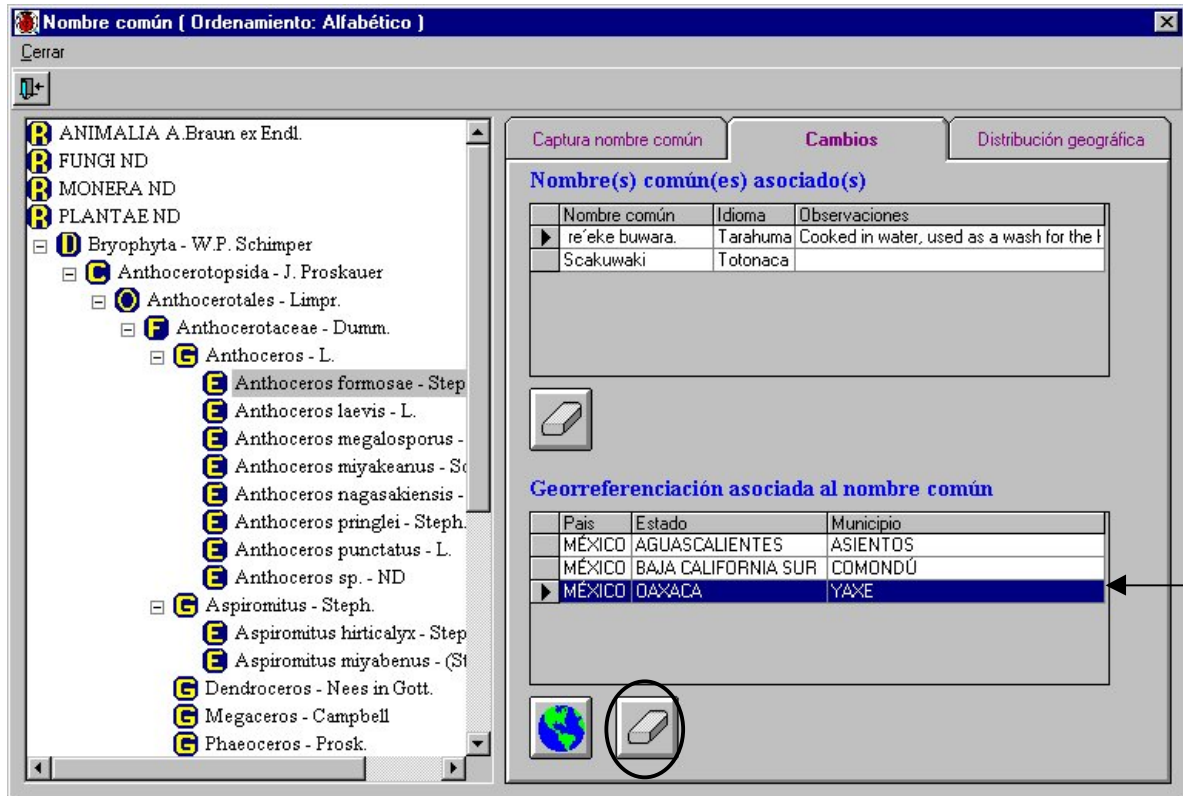 Nombre común ( Ordenamiento: Alfabético )
Cerrar
R ANIMALIA A.Braun ex Endl.
R FUNGI ND
R MONERA ND
R PLANTAE ND
D Bryophyta - W.P. Schimper
C Anthocerotopsida - J. Proskauer
O Anthocerotales - Limpr.
F Anthocerotaceae - Dumm.
G Anthoceros - L.
E Anthoceros formosae - Step
E Anthoceros laevis - L.
E Anthoceros megalosporus -
E Anthoceros miyakeanus - Sc
E Anthoceros nagasakiensis -
E Anthoceros pringlei - Steph.
E Anthoceros punctatus - L.
E Anthoceros sp. - ND
G Aspiromitus - Steph.
E Aspiromitus hirticalyx - Step
E Aspiromitus miyabenus - (St
G Dendroceros - Nees in Gott.
G Megaceros - Campbell
G Phaeoceros - Prosk.
Captura nombre común Cambios Distribución geográfica
Nombre(s) común(es) asociado(s)
Nombre común Idioma Observaciones
re´eke buwara. Tarahuma Cooked in water, used as a wash for the
Scakuwaki Totonaca
Georreferenciación asociada al nombre común
Pais Estado Municipio
MÉXICO AGUASCALIENTES ASIENTOS
MÉXICO BAJA CALIFORNIA SUR COMONDÚ
MÉXICO OAXACA YAXE